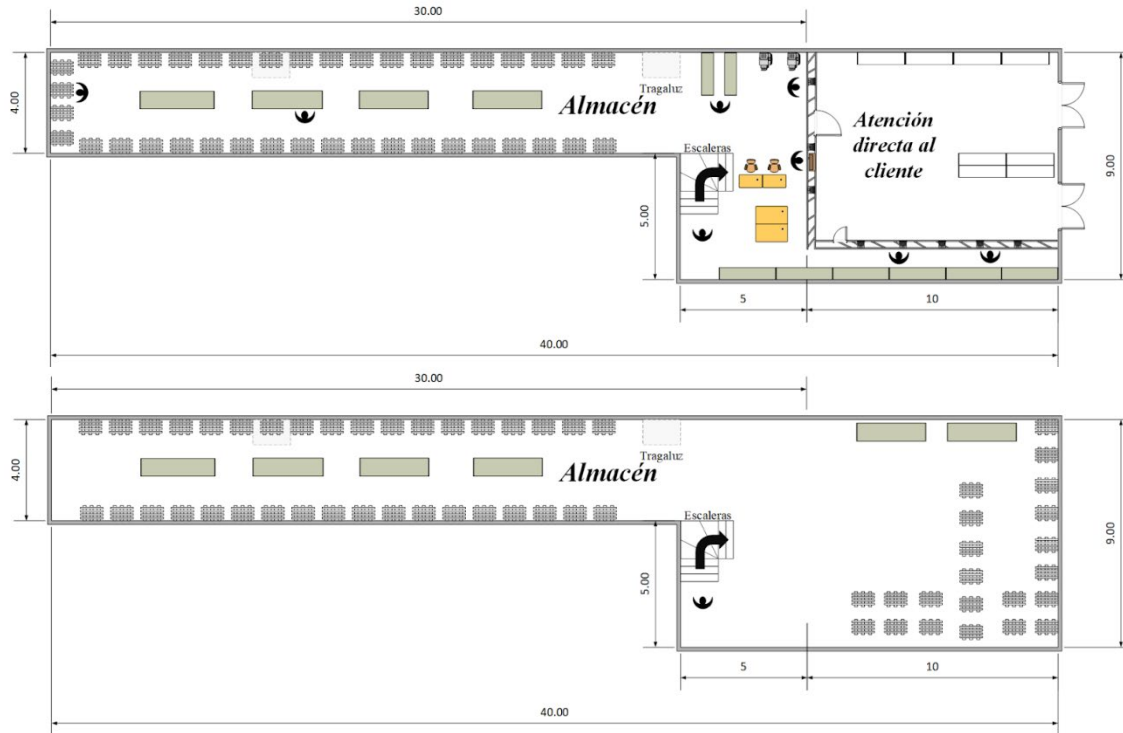 30.00
4.00
Tragaluz
Almacén
Atención
directa al
cliente
Escaleras
9.00
5.00
5
10
40.00
30.00
4.00
Tragaluz
Almacén
Escaleras
9.00
5.00
5
10
40.00